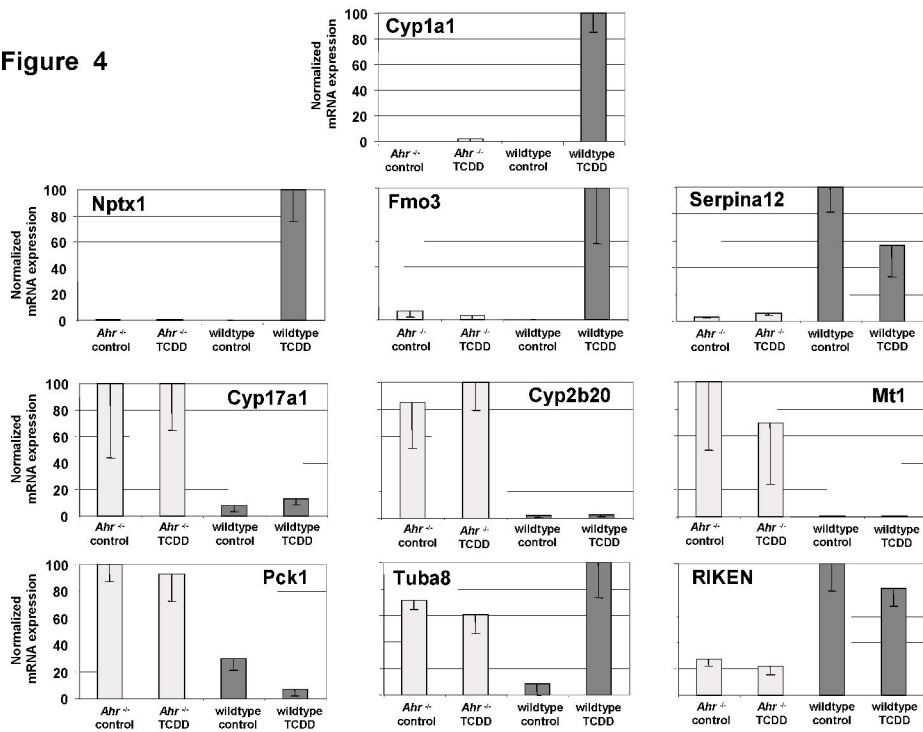 Figure 4
Cyp1a1
Normalized
mRNA expression
100
80
60
40
20
0
Ahr -/- Ahr -/- wildtype wildtype
control TCDD control TCDD
Nptx1
Normalized
mRNA expression
100
80
60
40
20
0
Ahr -/- Ahr -/- wildtype wildtype
control TCDD control TCDD
Fmo3
Ahr -/- Ahr -/- wildtype wildtype
control TCDD control TCDD
Serpina12
Ahr -/- Ahr -/- wildtype wildtype
control TCDD control TCDD
Cyp17a1
Normalized
mRNA expression
100
80
60
40
20
0
Ahr -/- Ahr -/- wildtype wildtype
control TCDD control TCDD
Cyp2b20
Ahr -/- Ahr -/- wildtype wildtype
control TCDD control TCDD
Mt1
Ahr -/- Ahr -/- wildtype wildtype
control TCDD control TCDD
Pck1
Normalized
mRNA expression
100
80
60
40
20
0
Ahr -/- Ahr -/- wildtype wildtype
control TCDD control TCDD
Tuba8
Ahr -/- Ahr -/- wildtype wildtype
control TCDD control TCDD
RIKEN
Ahr -/- Ahr -/- wildtype wildtype
control TCDD control TCDD